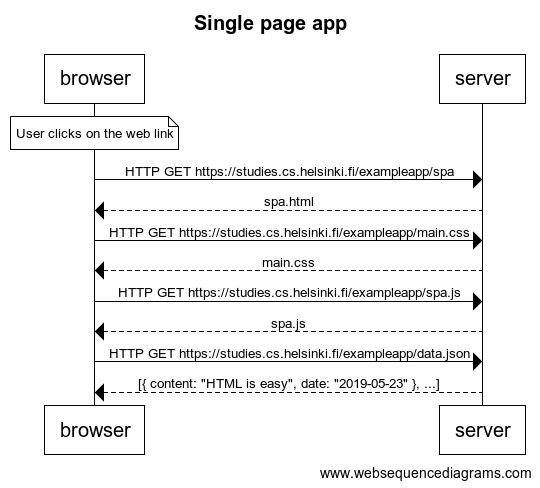 Single page app
browser
server
User clicks on the web link
HTTP GET https://studies.cs.helsinki.fi/exampleapp/spa
spa.html
HTTP GET https://studies.cs.helsinki.fi/exampleapp/main.css
main.css
HTTP GET https://studies.cs.helsinki.fi/exampleapp/spa.js
spa.js
HTTP GET https://studies.cs.helsinki.fi/exampleapp/data.json
[{ content: "HTML is easy", date: "2019-05-23" }, ...]
browser
server
www.websequencediagrams.com